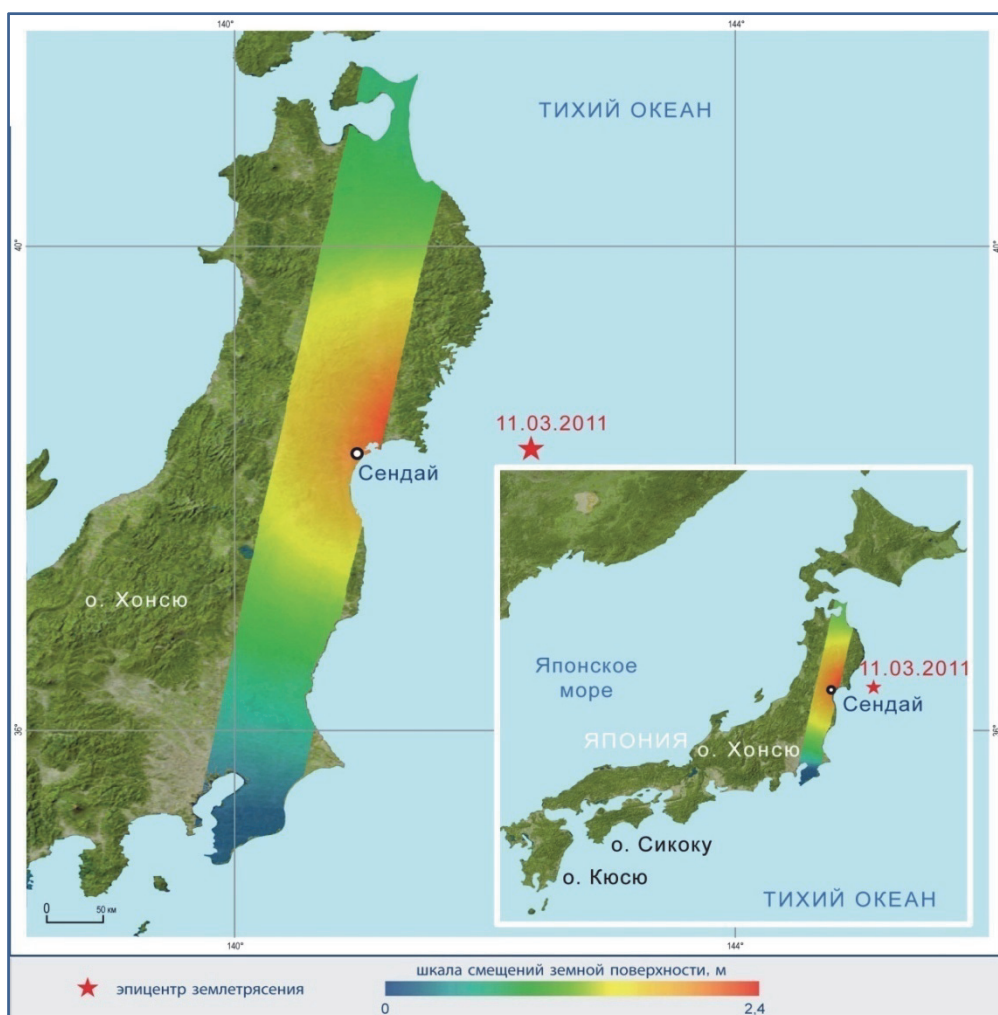 140°
144°
ТИХИЙ ОКЕАН
40°
40°
11.03.2011
Сендай
о. Хонсю
Японское
море
11.03.2011
Сендай
ЯПОНИЯ
о. Хонсю
о. Сикоку
о. Кюсю
ТИХИЙ ОКЕАН
36°
36°
0 50 км
140°
144°
эпицентр землетрясения
шкала смещений земной поверхности, м
0 2,4